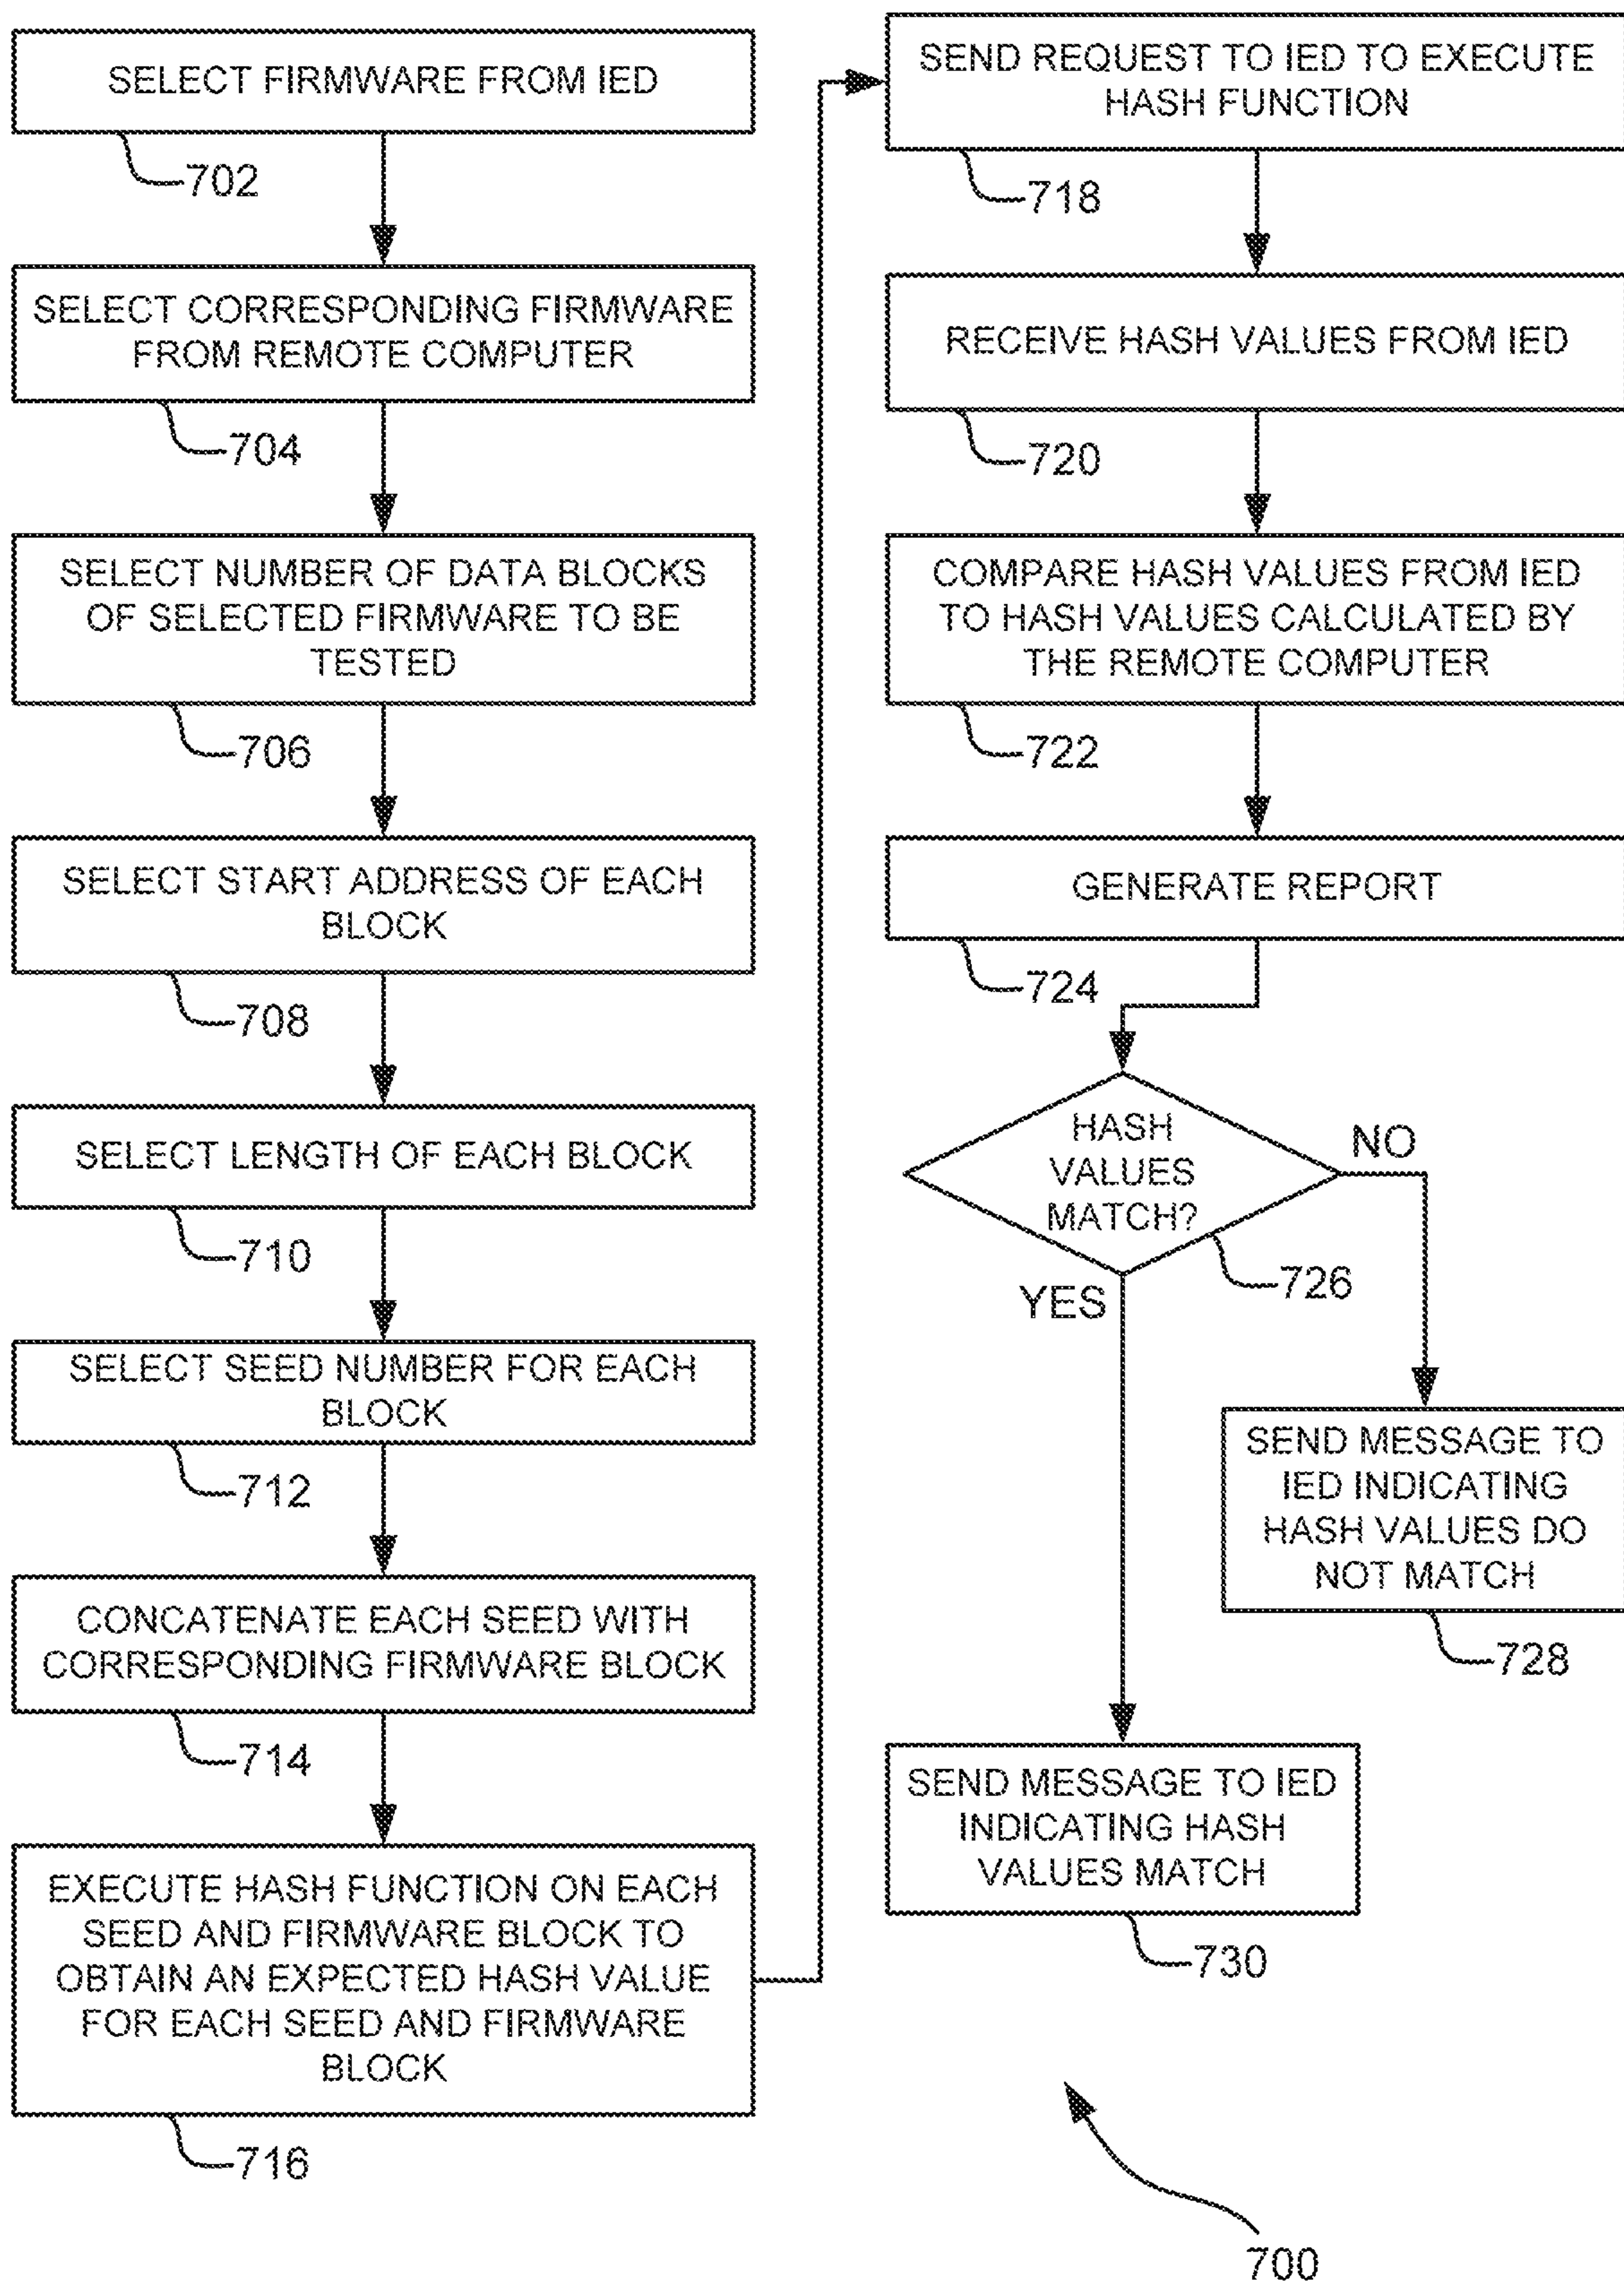 SELECT FIRMWARE FROM IED
702
SELECT CORRESPONDING FIRMWARE
FROM REMOTE COMPUTER
704
SELECT NUMBER OF DATA BLOCKS
OF SELECTED FIRMWARE TO BE
TESTED
706
SELECT START ADDRESS OF EACH
BLOCK
708
SELECT LENGTH OF EACH BLOCK
710
SELECT SEED NUMBER FOR EACH
BLOCK
712
CONCATENATE EACH SEED WITH
CORRESPONDING FIRMWARE BLOCK
714
EXECUTE HASH FUNCTION ON EACH
SEED AND FIRMWARE BLOCK TO
OBTAIN AN EXPECTED HASH VALUE
FOR EACH SEED AND FIRMWARE
BLOCK
716
SEND REQUEST TO IED TO EXECUTE
HASH FUNCTION
718
RECEIVE HASH VALUES FROM IED
720
COMPARE HASH VALUES FROM IED
TO HASH VALUES CALCULATED BY
THE REMOTE COMPUTER
722
GENERATE REPORT
724
HASH
VALUES
MATCH?
726
NO
YES
SEND MESSAGE TO
IED INDICATING
HASH VALUES DO
NOT MATCH
728
SEND MESSAGE TO IED
INDICATING HASH
VALUES MATCH
730
700